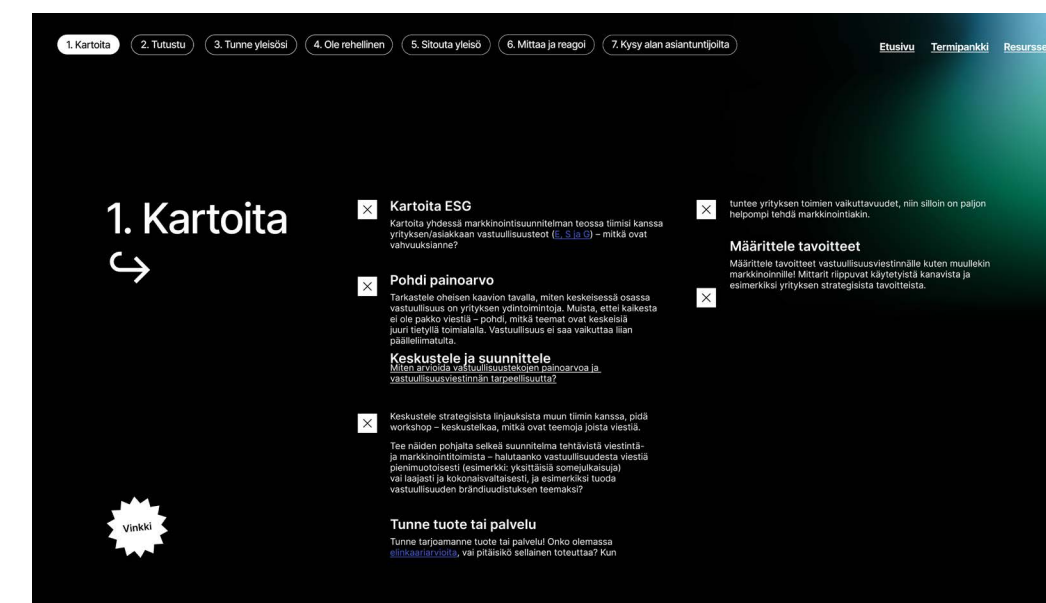 1. Kartoita
2. Tutustu
3. Tunne yleisösi
4. Ole rehellinen
5. Sitouta yleisö
6. Mittaa ja reagoi
7. Kysy alan asiantuntijoilta
Etusivu
Termipankki
1. Kartoita
Kartoita ESG
Kartoita yhdessä markkinointisuunnitelman teossa tiimisi kanssa
yrityksen/asiakkaan vastuullisuusteot (E, S ja G) – mitkä ovat
vahvuuksianne?
Pohdi painoarvo
Tarkastele oheisen kaavion tavalla, miten keskeisessä osassa
vastuullisuus on yrityksen ydintoimintoja. Muista, ettei kaikesta
ei ole pakko viestiä – pohdi, mitkä teemat ovat keskeisiä
juuri tietyllä toimialalla. Vastuullisuus ei saa vaikuttaa liian
päälleliimatulta.
Keskustele ja suunnittele
Miten arvioida vastuullisuustekojen painoarvoa ja
vastuullisuusviestinnän tarpeellisuutta?
Keskustele strategisista linjauksista muun tiimin kanssa, pidä
workshop – keskustelkaa, mitkä ovat teemoja joista viestiä.
Tee näiden pohjalta selkeä suunnitelma tehtävistä viestintä-
ja markkinointitoimista – halutaanko vastuullisuudesta viestiä
pienimuotoisesti (esimerkki: yksittäisiä somejulkaisuja)
vai laajasti ja kokonaisvaltaisesti, ja esimerkiksi tuoda
vastuullisuuden brändiuudistuksen teemaksi?
Tunne tuote tai palvelu
Tunne tarjoamanne tuote tai palvelu! Onko olemassa
elinkaariarvioita, vai pitäisikö sellainen toteuttaa? Kun
tuntee yrityksen toimien vaikuttavuudet, niin silloin on paljon
helpompi tehdä markkinointiakin.
Määrittele tavoitteet
Määrittele tavoitteet vastuullisuusviestinnälle kuten muullekin
markkinoinnille! Mittarit riippuvat käytetyistä kanavista ja
esimerkiksi yrityksen strategisista tavoitteista.
Vinkki